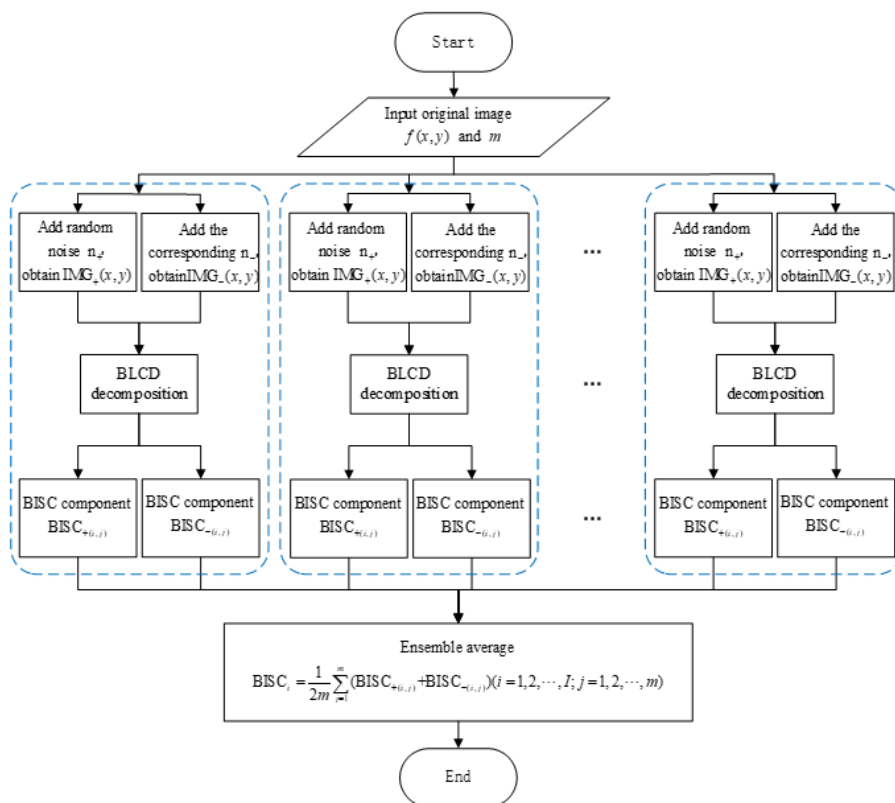 Start
Input original image
f(x,y) and m
Add random
noise n₊,
obtain IMG₊(x,y)
Add the
corresponding n₋,
obtainIMG₋(x,y)
Add random
noise n₊,
obtain IMG₊(x,y)
Add the
corresponding n₋,
obtainIMG₋(x,y)
...
Add random
noise n₊,
obtain IMG₊(x,y)
Add the
corresponding n₋,
obtainIMG₋(x,y)
BLCD
decomposition
BLCD
decomposition
...
BLCD
decomposition
BISC component
BISC₊₍ᵢ,ⱼ₎
BISC component
BISC₋₍ᵢ,ⱼ₎
BISC component
BISC₊₍ᵢ,ⱼ₎
BISC component
BISC₋₍ᵢ,ⱼ₎
...
BISC component
BISC₊₍ᵢ,ⱼ₎
BISC component
BISC₋₍ᵢ,ⱼ₎
Ensemble average
BISCᵢ = 1/2m ∑ⱼ₌₁ᵐ (BISC₊₍ᵢ,ⱼ₎+BISC₋₍ᵢ,ⱼ₎)(i=1,2,⋯,I; j=1,2,⋯,m)
End